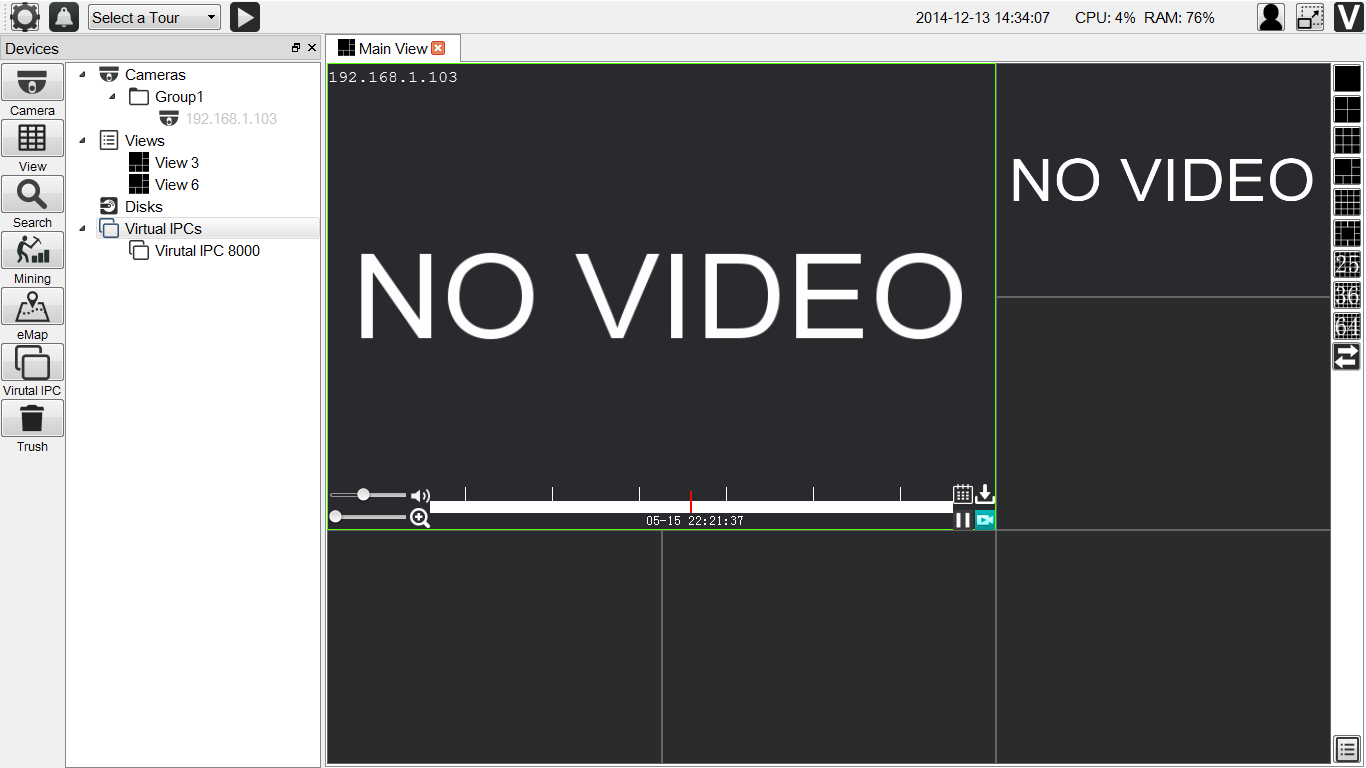 Select a Tour
2014-12-13 14:34:07 CPU: 4% RAM: 76%
V
Devices
Main View
Camera
View
Search
Mining
eMap
Virutal IPC
Trush
Cameras
Group1
192.168.1.103
Views
View 3
View 6
Disks
Virtual IPCs
Virutal IPC 8000
192.168.1.103
NO VIDEO
05-15 22:21:37
NO VIDEO
25
36
64